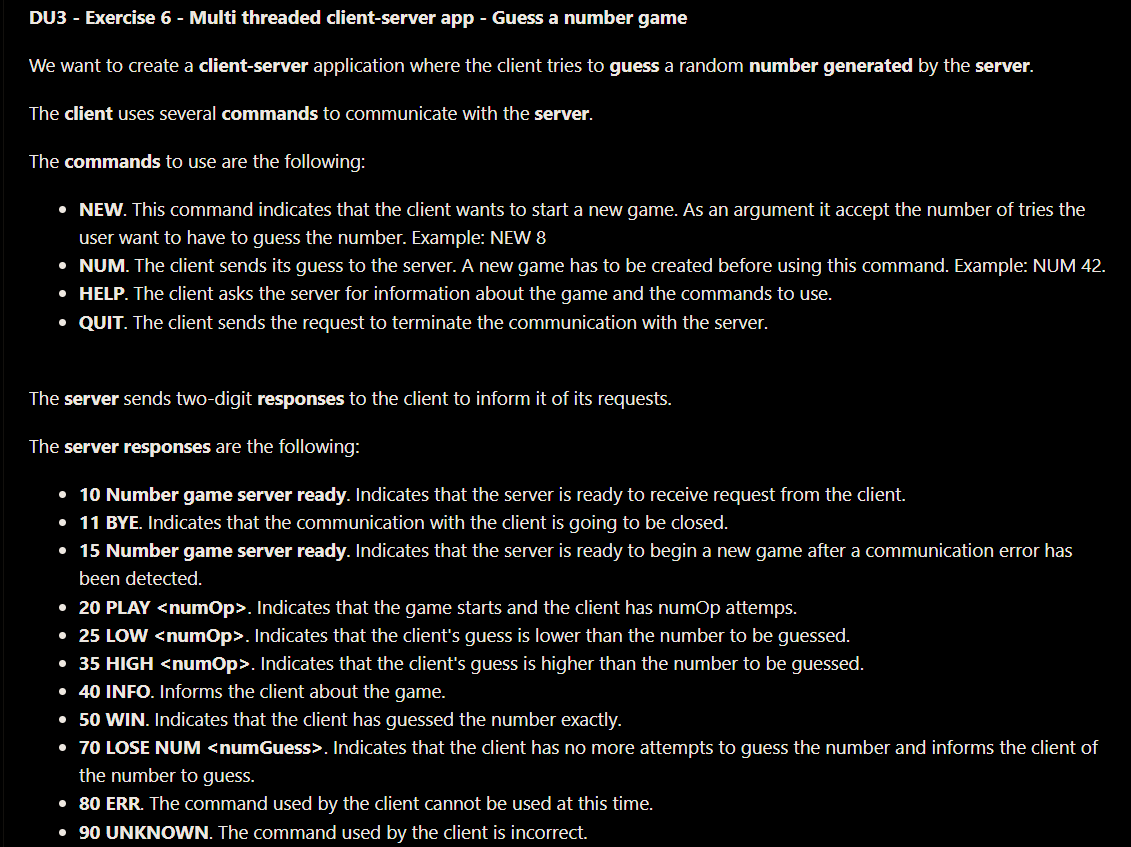 DU3 - Exercise 6 - Multi threaded client-server app - Guess a number game
We want to create a client-server application where the client tries to guess a random number generated by the server.
The client uses several commands to communicate with the server.
The commands to use are the following:
• NEW. This command indicates that the client wants to start a new game. As an argument it accept the number of tries the
user want to have to guess the number. Example: NEW 8
• NUM. The client sends its guess to the server. A new game has to be created before using this command. Example: NUM 42.
• HELP. The client asks the server for information about the game and the commands to use.
• QUIT. The client sends the request to terminate the communication with the server.
The server sends two-digit responses to the client to inform it of its requests.
The server responses are the following:
• 10 Number game server ready. Indicates that the server is ready to receive request from the client.
• 11 BYE. Indicates that the communication with the client is going to be closed.
• 15 Number game server ready. Indicates that the server is ready to begin a new game after a communication error has
been detected.
• 20 PLAY <numOp>. Indicates that the game starts and the client has numOp attemps.
• 25 LOW <numOp>. Indicates that the client's guess is lower than the number to be guessed.
• 35 HIGH <numOp>. Indicates that the client's guess is higher than the number to be guessed.
• 40 INFO. Informs the client about the game.
• 50 WIN. Indicates that the client has guessed the number exactly.
• 70 LOSE NUM <numGuess>. Indicates that the client has no more attempts to guess the number and informs the client of
the number to guess.
• 80 ERR. The command used by the client cannot be used at this time.
• 90 UNKNOWN. The command used by the client is incorrect.